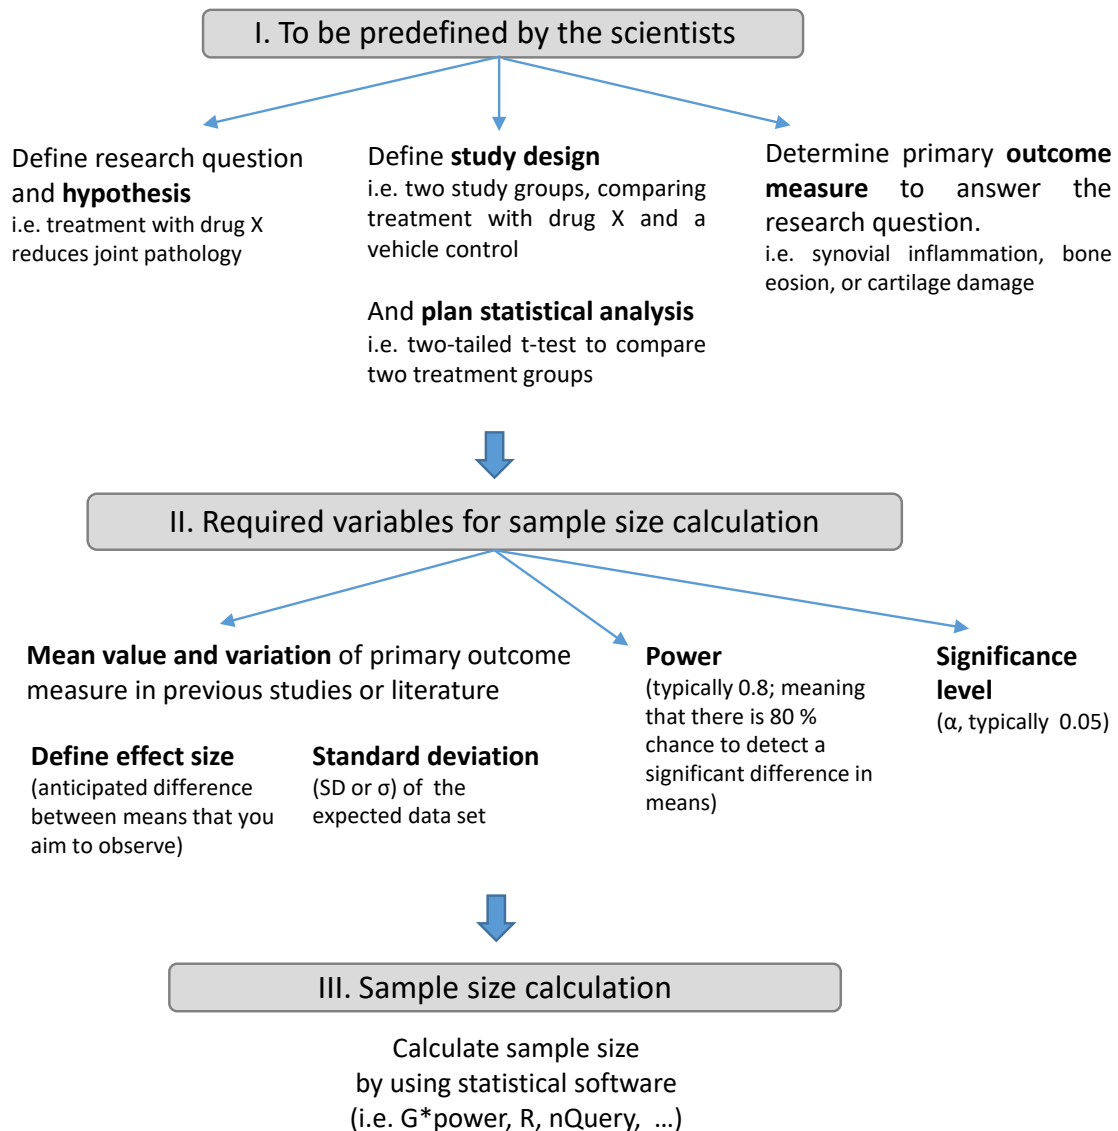 I. To be predefined by the scientists
Define research question
and hypothesis
i.e. treatment with drug X
reduces joint pathology
Define study design
i.e. two study groups, comparing
treatment with drug X and a
vehicle control
And plan statistical analysis
i.e. two-tailed t-test to compare
two treatment groups
Determine primary outcome
measure to answer the
research question.
i.e. synovial inflammation, bone
eosion, or cartilage damage
II. Required variables for sample size calculation
Mean value and variation of primary outcome
measure in previous studies or literature
Define effect size
(anticipated difference
between means that you
aim to observe)
Standard deviation
(SD or σ) of the
expected data set
Power
(typically 0.8; meaning
that there is 80 %
chance to detect a
significant difference in
means)
Significance
level
(α, typically 0.05)
III. Sample size calculation
Calculate sample size
by using statistical software
(i.e. G*power, R, nQuery, ...)